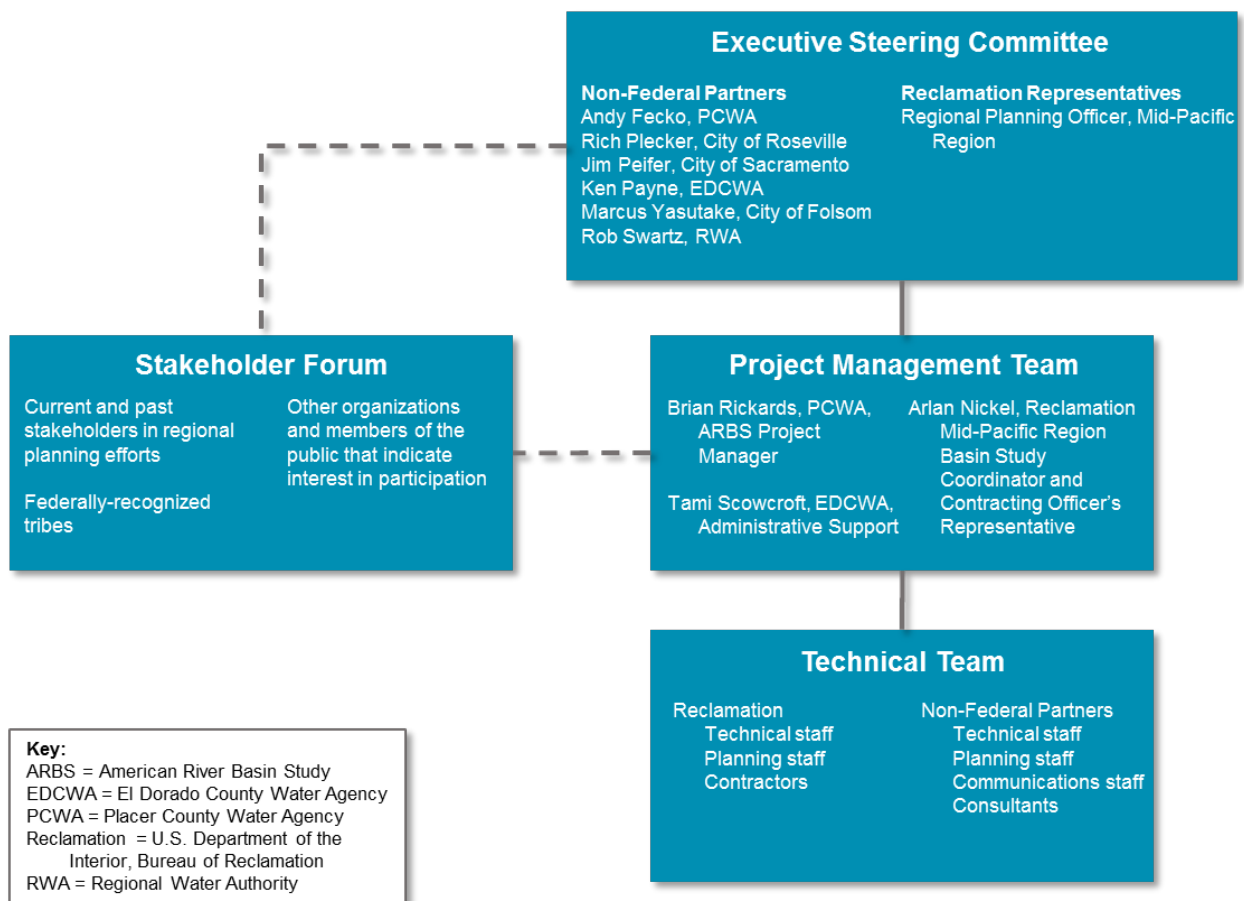 Executive Steering Committee
Non-Federal Partners
Andy Fecko, PCWA
Rich Plecker, City of Roseville
Jim Peifer, City of Sacramento
Ken Payne, EDCWA
Marcus Yasutake, City of Folsom
Rob Swartz, RWA
Reclamation Representatives
Regional Planning Officer, Mid-Pacific
Region
Stakeholder Forum
Current and past
stakeholders in regional
planning efforts
Federally-recognized
tribes
Other organizations
and members of the
public that indicate
interest in participation
Project Management Team
Brian Rickards, PCWA,
ARBS Project
Manager
Tami Scowcroft, EDCWA,
Administrative Support
Arlan Nickel, Reclamation
Mid-Pacific Region
Basin Study
Coordinator and
Contracting Officer's
Representative
Technical Team
Reclamation
Technical staff
Planning staff
Contractors
Non-Federal Partners
Technical staff
Planning staff
Communications staff
Consultants
Key:
ARBS = American River Basin Study
EDCWA = El Dorado County Water Agency
PCWA = Placer County Water Agency
Reclamation = U.S. Department of the
Interior, Bureau of Reclamation
RWA = Regional Water Authority